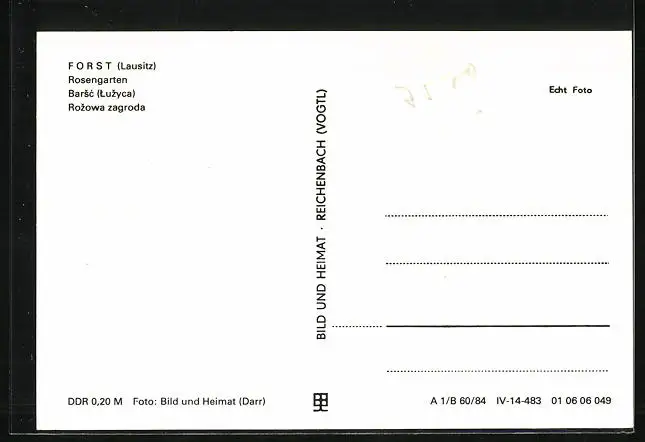 FORST (Lausitz)
Rosengarten
Baršć (Łužyca)
Rožowa zagroda
Echt Foto
BILD UND HEIMAT · REICHENBACH (VOGTL)
DDR 0,20 M Foto: Bild und Heimat (Darr)
A 1/B 60/84 IV-14-483 01 06 06 049